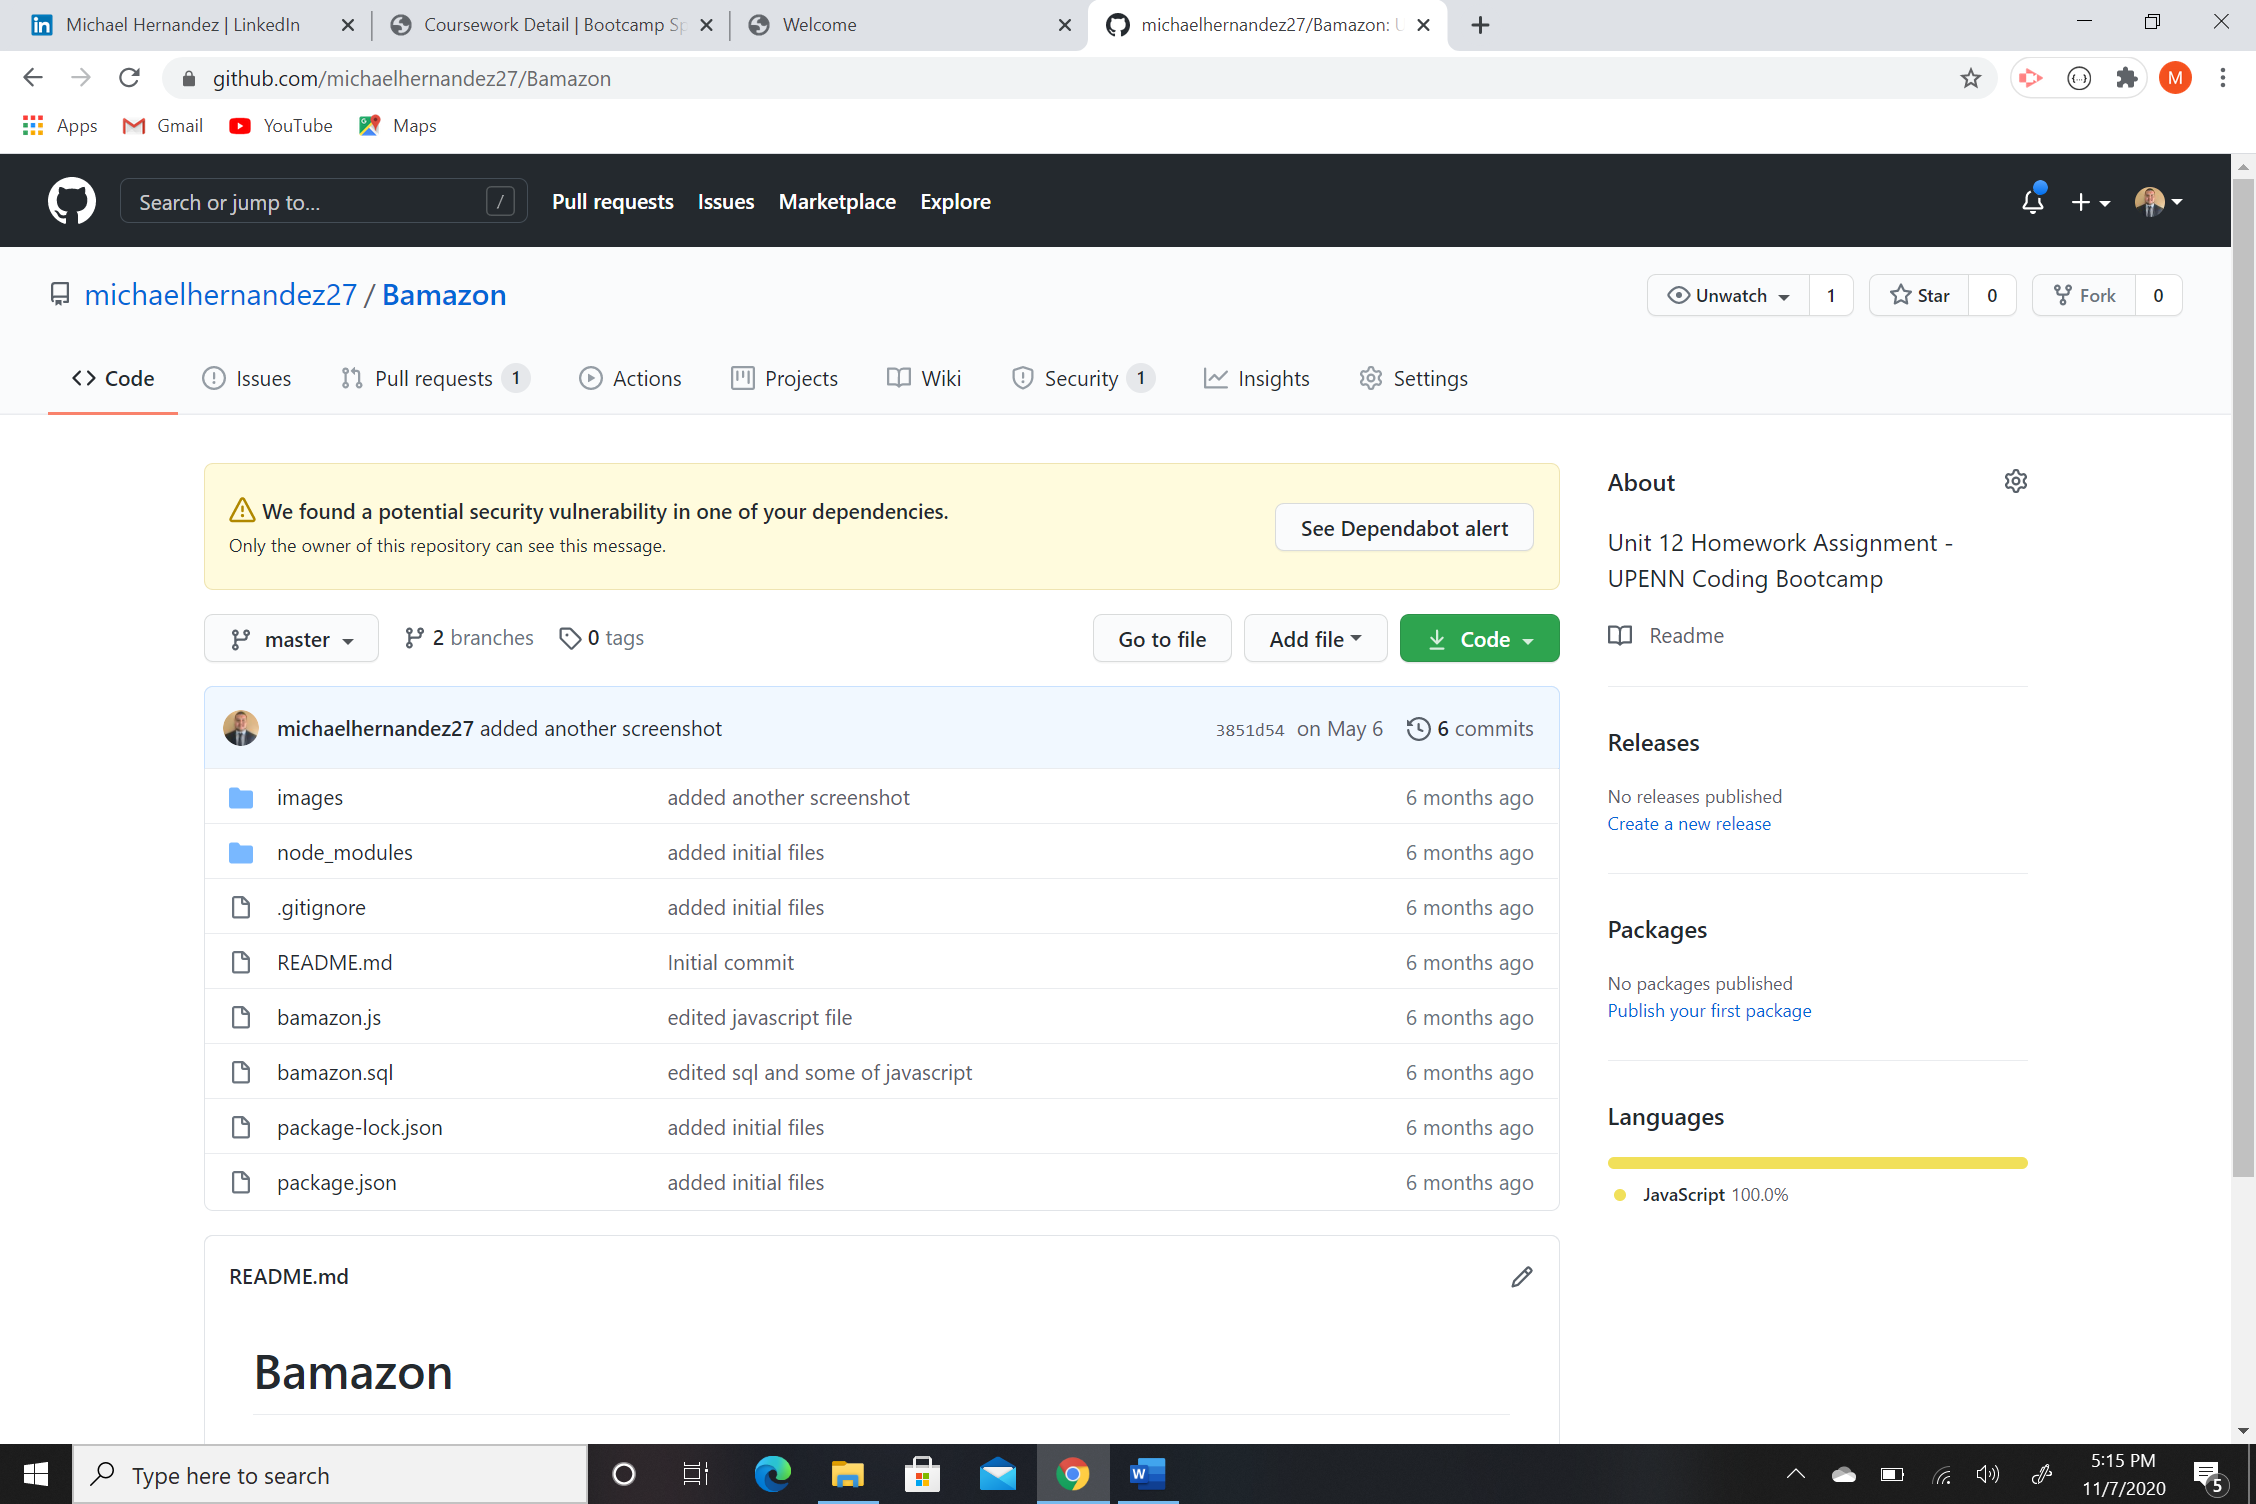 Michael Hernandez | LinkedIn
Coursework Detail | Bootcamp Sp
Welcome
michaelhernandez27/Bamazon: U
github.com/michaelhernandez27/Bamazon
M
Apps Gmail YouTube Maps
Search or jump to... /
Pull requests Issues Marketplace Explore
michaelhernandez27 / Bamazon
Unwatch 1 Star 0 Fork 0
Code Issues Pull requests 1 Actions Projects Wiki Security 1 Insights Settings
We found a potential security vulnerability in one of your dependencies.
Only the owner of this repository can see this message.
See Dependabot alert
master 2 branches 0 tags
Go to file Add file Code
michaelhernandez27 added another screenshot 3851d54 on May 6 6 commits
images added another screenshot 6 months ago
node_modules added initial files 6 months ago
.gitignore added initial files 6 months ago
README.md Initial commit 6 months ago
bamazon.js edited javascript file 6 months ago
bamazon.sql edited sql and some of javascript 6 months ago
package-lock.json added initial files 6 months ago
package.json added initial files 6 months ago
README.md
Bamazon
About
Unit 12 Homework Assignment -
UPENN Coding Bootcamp
Readme
Releases
No releases published
Create a new release
Packages
No packages published
Publish your first package
Languages
JavaScript 100.0%
Type here to search
W
5:15 PM
11/7/2020
5